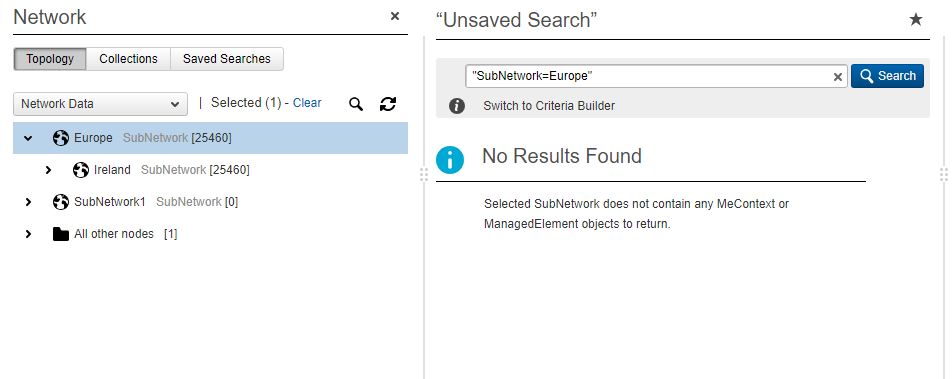 Network
Topology
Collections
Saved Searches
Network Data
| Selected (1) - Clear
Europe SubNetwork [25460]
Ireland SubNetwork [25460]
SubNetwork1 SubNetwork [0]
All other nodes [1]
“Unsaved Search”
"SubNetwork=Europe"
Search
Switch to Criteria Builder
No Results Found
Selected SubNetwork does not contain any MeContext or
ManagedElement objects to return.